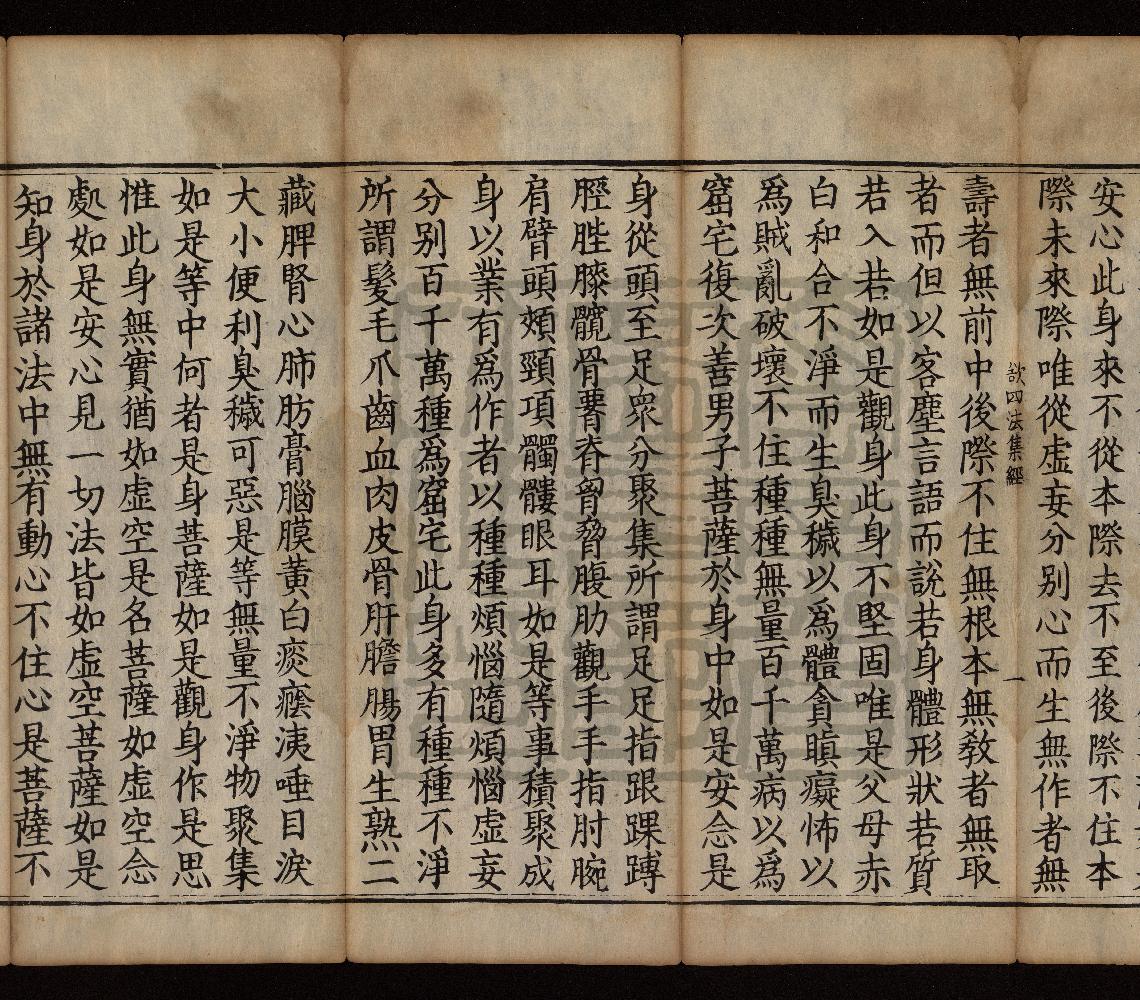 安心此身來不從本際去不至後際不住本
際未來際唯從虛妄分别心而生無作者無
欲四法集經 一
壽者無前中後際不住無根本無敎者無取
者而但以客塵言語而說若身體形狀若質
若入若如是觀身此身不堅固唯是父母赤
白和合不淨而生臭穢以爲體貪瞋癡怖以
爲賊亂破壞不住種種無量百千萬病以爲
窟宅復次善男子菩薩於身中如是安念是
身從頭至足衆分聚集所謂足足指跟踝䏶
脛䏶膝髖骨𦝫脊胷脅腹肋觀手手指肘腕
肩臂頭頰頸項髑髏眼耳如是等事積聚成
身以業有爲作者以種種煩惱隨煩惱虛妄
分别百千萬種爲窟宅此身多有種種不淨
所謂髮毛爪齒血肉皮骨肝膽腸胃生熟二
藏脾腎心肺肪膏腦膜黃白痰癊洟唾目淚
大小便利臭穢可惡是等無量不淨物聚集
如是等中何者是身菩薩如是觀身作是思
惟此身無實猶如虛空是名菩薩如虛空念
處如是安心見一切法皆如虛空菩薩如是
知身於諸法中無有動心不住心是菩薩不